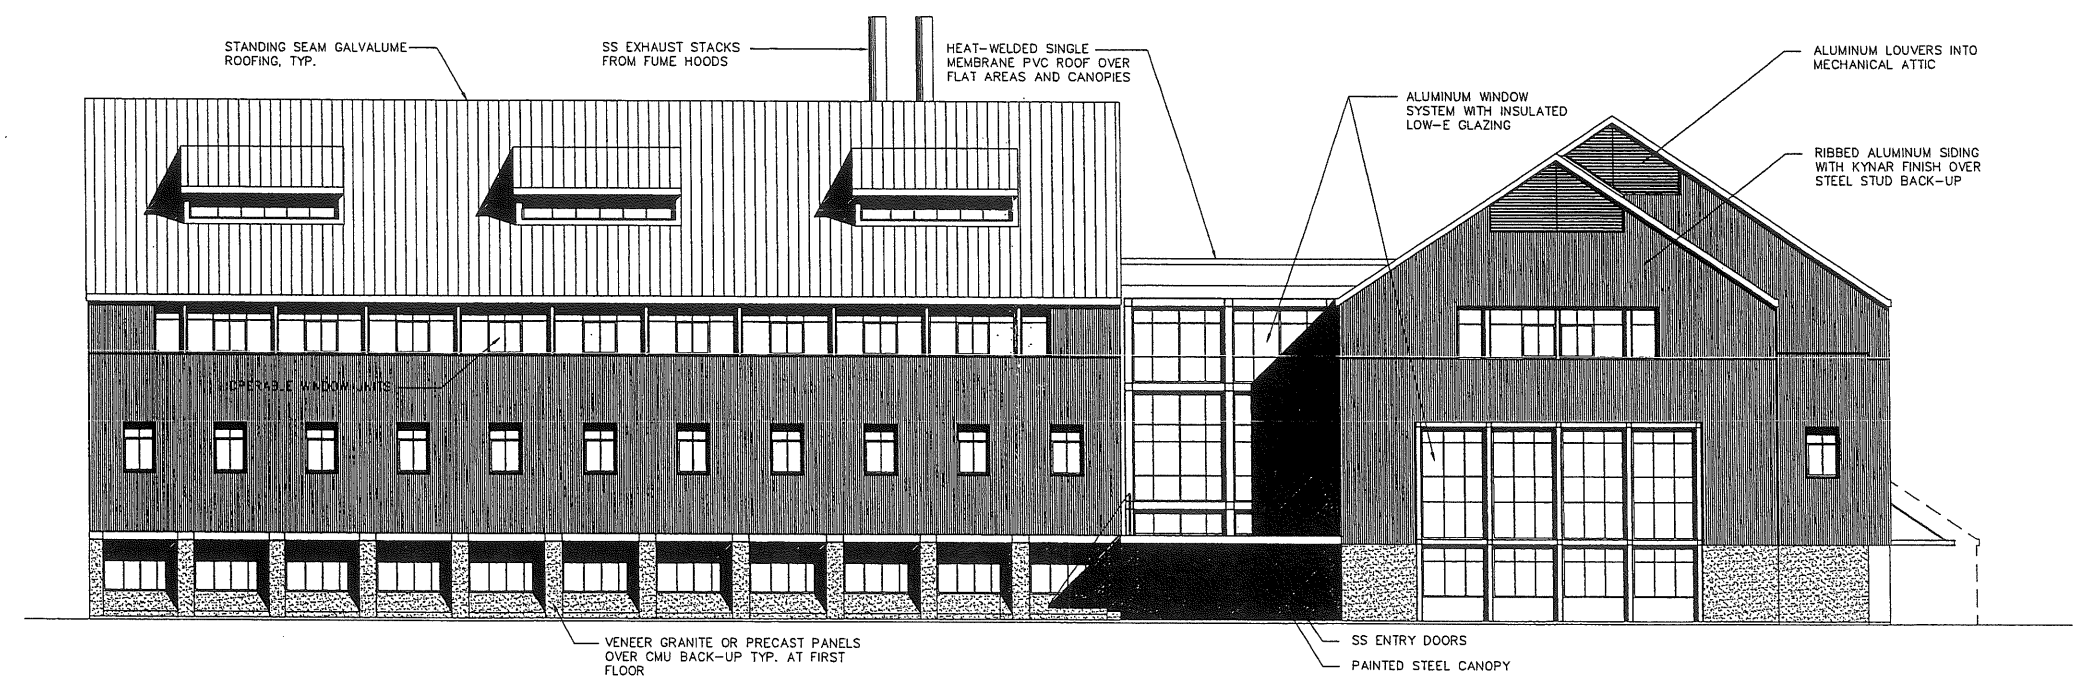 STANDING SEAM GALVALUME
ROOFING, TYP.
SS EXHAUST STACKS
FROM FUME HOODS
HEAT-WELDED SINGLE
MEMBRANE PVC ROOF OVER
FLAT AREAS AND CANOPIES
ALUMINUM LOUVERS INTO
MECHANICAL ATTIC
ALUMINUM WINDOW
SYSTEM WITH INSULATED
LOW-E GLAZING
RIBBED ALUMINUM SIDING
WITH KYNAR FINISH OVER
STEEL STUD BACK-UP
OPERABLE WINDOW UNITS
VENEER GRANITE OR PRECAST PANELS
OVER CMU BACK-UP TYP. AT FIRST
FLOOR
SS ENTRY DOORS
PAINTED STEEL CANOPY